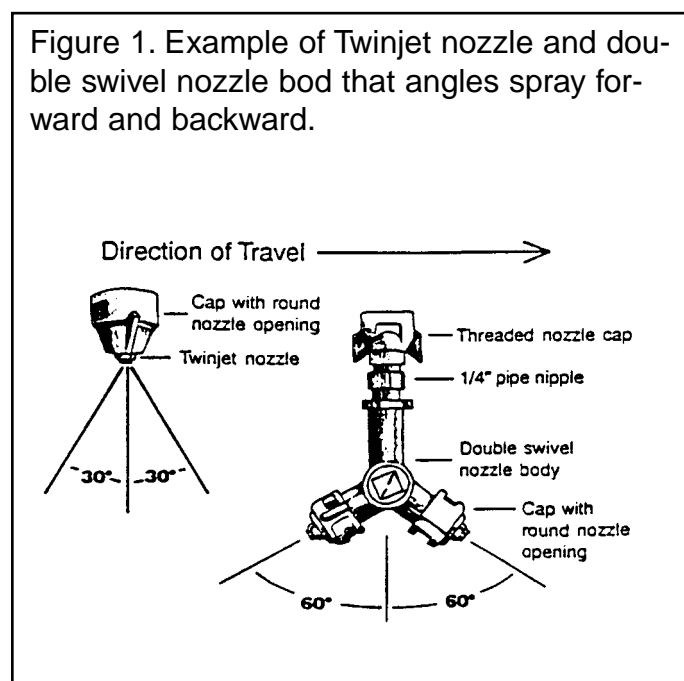 Figure 1. Example of Twinjet nozzle and dou-
ble swivel nozzle bod that angles spray for-
ward and backward.
Direction of Travel
Cap with round
nozzle opening
Twinjet nozzle
30° 30°
Threaded nozzle cap
1/4" pipe nipple
Double swivel
nozzle body
Cap with
round nozzle
opening
60° 60°